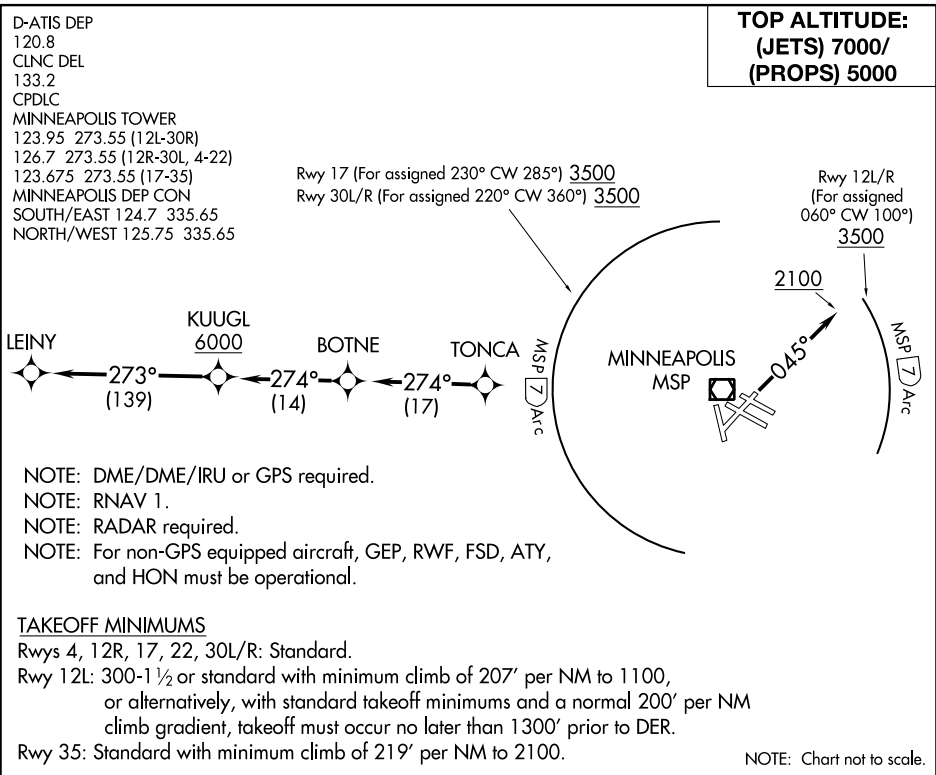 D-ATIS DEP
120.8
CLNC DEL
133.2
CPDLC
MINNEAPOLIS TOWER
123.95 273.55 (12L-30R)
126.7 273.55 (12R-30L, 4-22)
123.675 273.55 (17-35)
MINNEAPOLIS DEP CON
SOUTH/EAST 124.7 335.65
NORTH/WEST 125.75 335.65
TOP ALTITUDE:
(JETS) 7000/
(PROPS) 5000
Rwy 17 (For assigned 230° CW 285°) 3500
Rwy 30L/R (For assigned 220° CW 360°) 3500
Rwy 12L/R
(For assigned
060° CW 100°)
3500
2100
045°
LEINY
273°
(139)
KUUGL
6000
274°
(14)
BOTNE
274°
(17)
TONCA
MSP 7 Arc
MINNEAPOLIS
MSP
MSP 7 Arc
NOTE: DME/DME/IRU or GPS required.
NOTE: RNAV 1.
NOTE: RADAR required.
NOTE: For non-GPS equipped aircraft, GEP, RWF, FSD, ATY,
and HON must be operational.
TAKEOFF MINIMUMS
Rwys 4, 12R, 17, 22, 30L/R: Standard.
Rwy 12L: 300-1½ or standard with minimum climb of 207' per NM to 1100,
or alternatively, with standard takeoff minimums and a normal 200' per NM
climb gradient, takeoff must occur no later than 1300' prior to DER.
Rwy 35: Standard with minimum climb of 219' per NM to 2100.
NOTE: Chart not to scale.